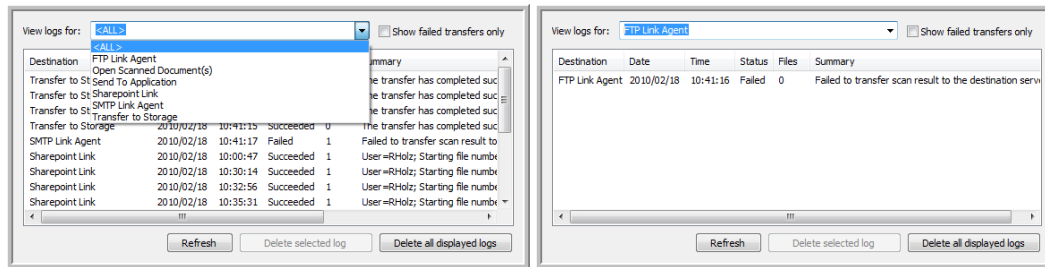 View logs for: <ALL> Show failed transfers only
<ALL>
FTP Link Agent
Open Scanned Document(s)
Send To Application
Sharepoint Link
SMTP Link Agent
Transfer to Storage
Destination ummary
Transfer to St he transfer has completed suc
Transfer to St he transfer has completed suc
Transfer to St he transfer has completed suc
Transfer to Storage 2010/02/18 10:41:15 Succeeded 0 The transfer has completed suc
SMTP Link Agent 2010/02/18 10:41:17 Failed 1 Failed to transfer scan result to
Sharepoint Link 2010/02/18 10:00:47 Succeeded 1 User=RHolz; Starting file numbe
Sharepoint Link 2010/02/18 10:30:14 Succeeded 1 User=RHolz; Starting file numbe
Sharepoint Link 2010/02/18 10:32:56 Succeeded 1 User=RHolz; Starting file numbe
Sharepoint Link 2010/02/18 10:35:31 Succeeded 1 User=RHolz; Starting file numbe
Refresh Delete selected log Delete all displayed logs
View logs for: FTP Link Agent Show failed transfers only
Destination Date Time Status Files Summary
FTP Link Agent 2010/02/18 10:41:16 Failed 0 Failed to transfer scan result to the destination serv
Refresh Delete selected log Delete all displayed logs